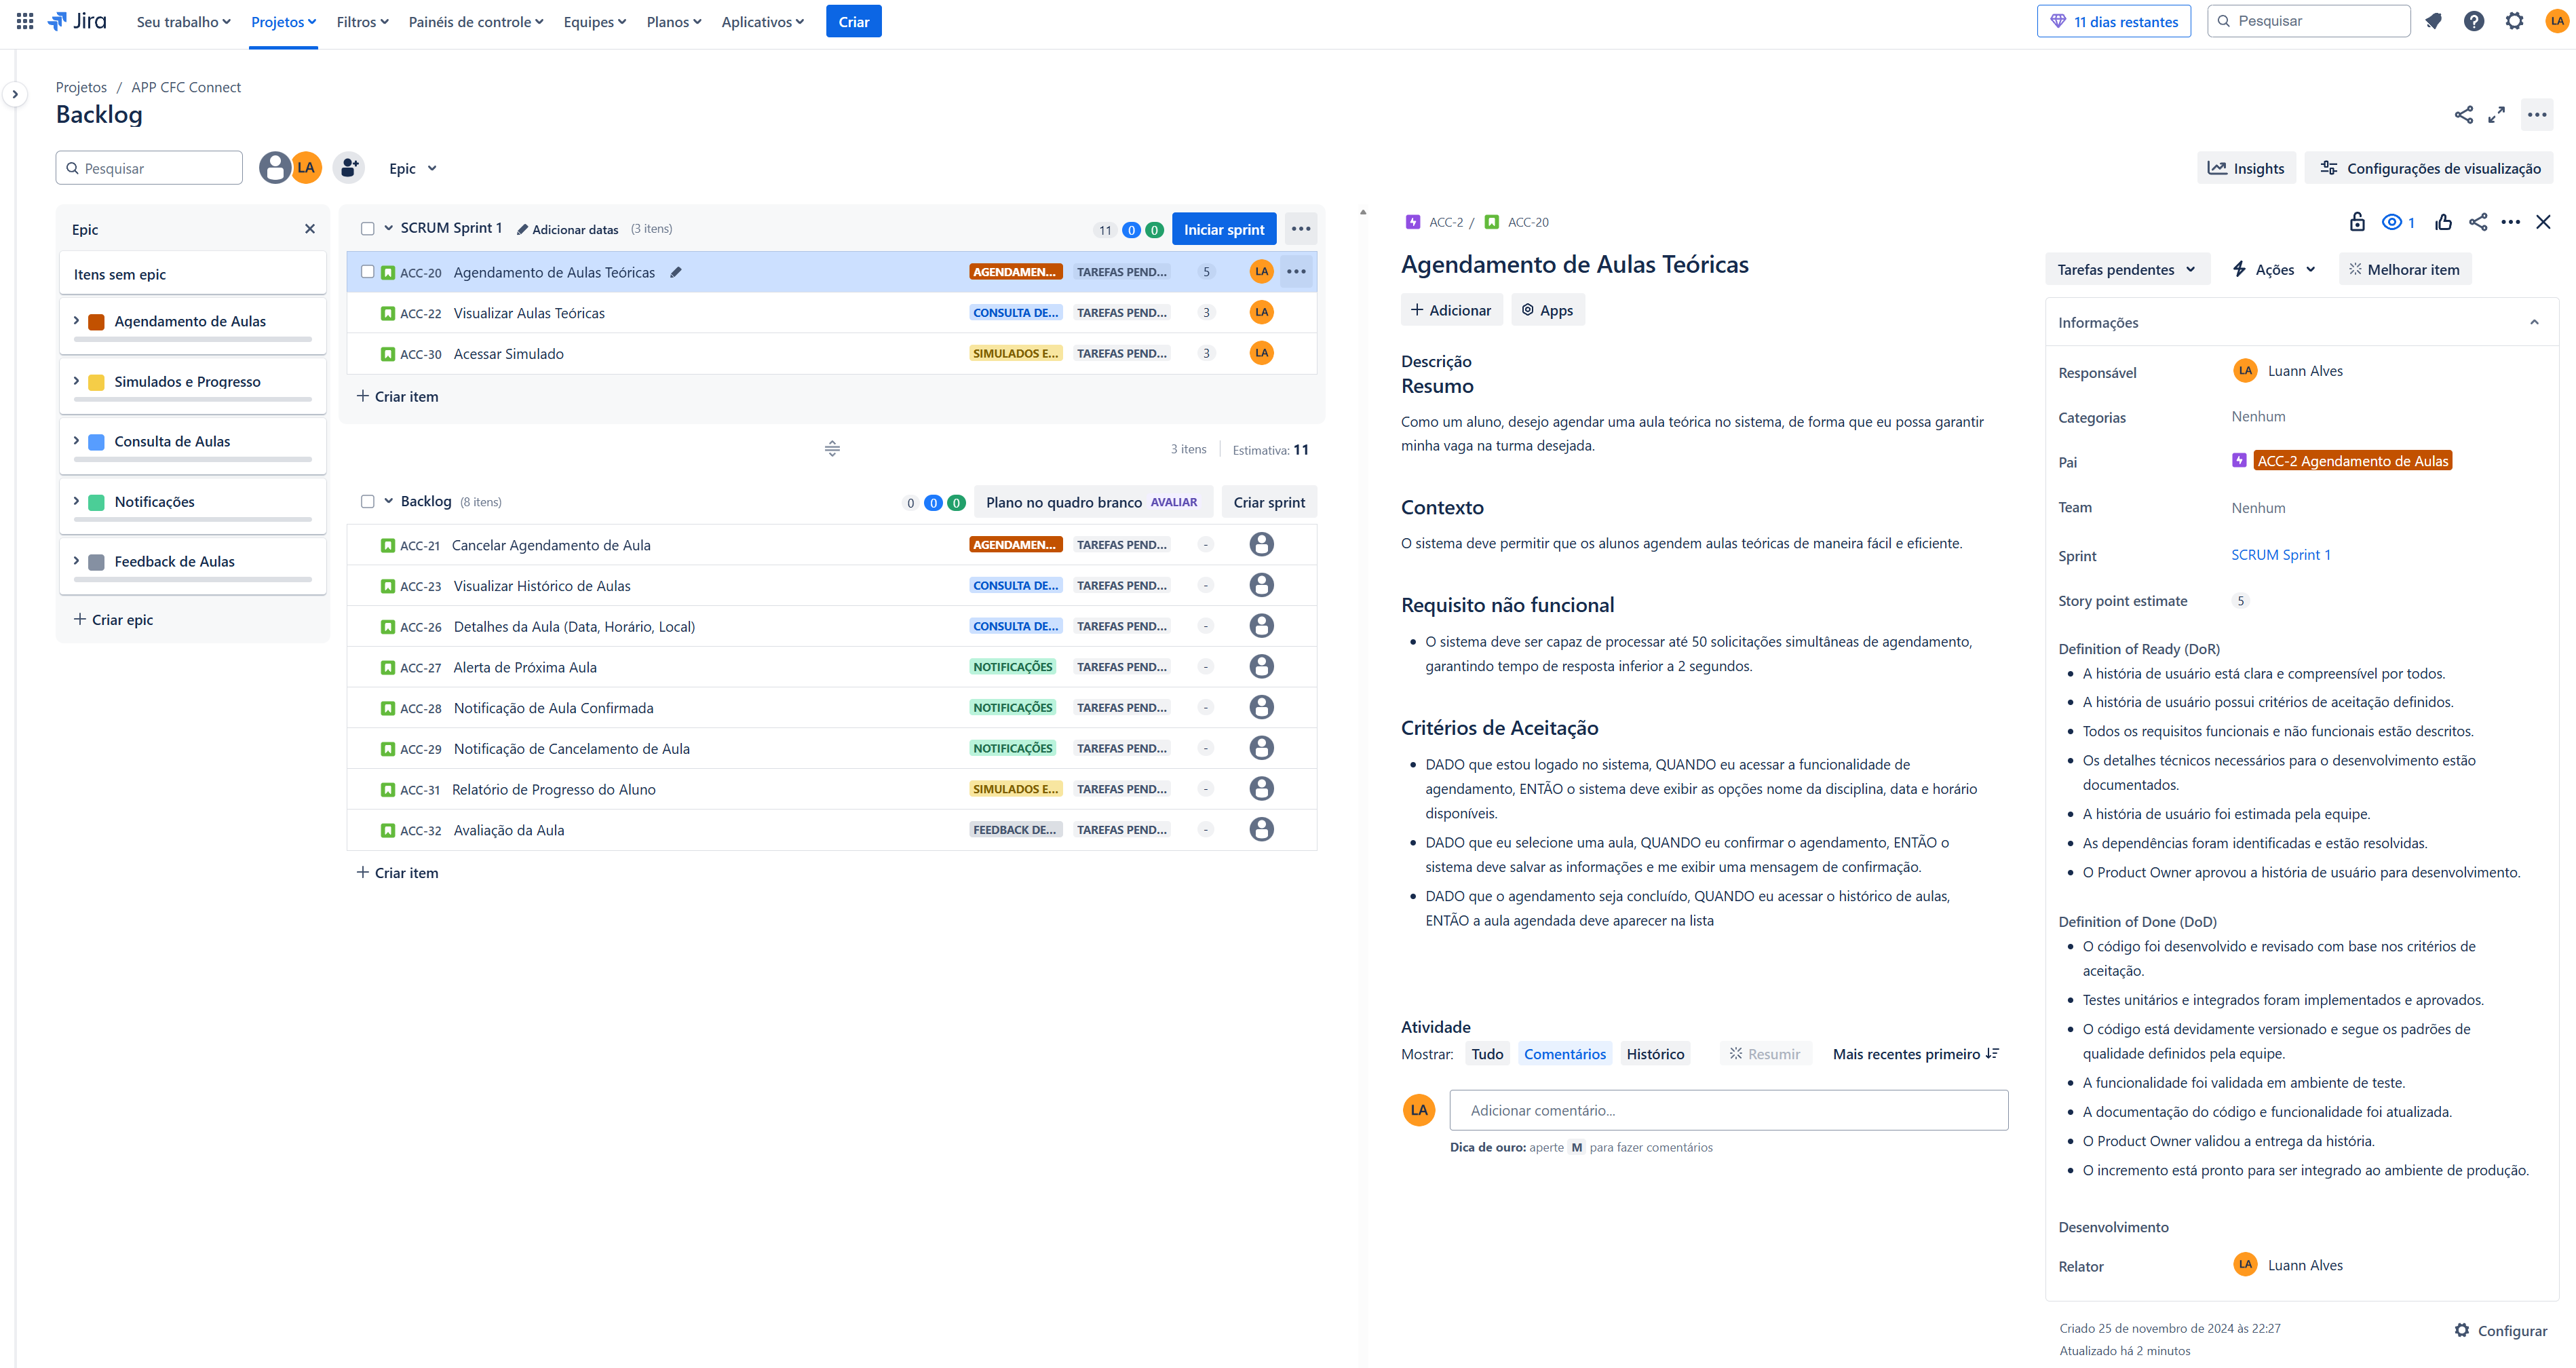 Jira
Seu trabalho
Projetos
Filtros
Painéis de controle
Equipes
Planos
Aplicativos
Criar
11 dias restantes
Pesquisar
LA
Projetos / APP CFC Connect
Backlog
Pesquisar
LA
Epic
Insights
Configurações de visualização
Epic
Itens sem epic
Agendamento de Aulas
Simulados e Progresso
Consulta de Aulas
Notificações
Feedback de Aulas
Criar epic
SCRUM Sprint 1 Adicionar datas (3 itens) 11 0 0 Iniciar sprint
ACC-20 Agendamento de Aulas Teóricas AGENDAMEN... TAREFAS PEND... 5 LA
ACC-22 Visualizar Aulas Teóricas CONSULTA DE... TAREFAS PEND... 3 LA
ACC-30 Acessar Simulado SIMULADOS E... TAREFAS PEND... 3 LA
Criar item
3 itens Estimativa: 11
Backlog (8 itens) 0 0 0 Plano no quadro branco AVALIAR Criar sprint
ACC-21 Cancelar Agendamento de Aula AGENDAMEN... TAREFAS PEND... -
ACC-23 Visualizar Histórico de Aulas CONSULTA DE... TAREFAS PEND... -
ACC-26 Detalhes da Aula (Data, Horário, Local) CONSULTA DE... TAREFAS PEND... -
ACC-27 Alerta de Próxima Aula NOTIFICAÇÕES TAREFAS PEND... -
ACC-28 Notificação de Aula Confirmada NOTIFICAÇÕES TAREFAS PEND... -
ACC-29 Notificação de Cancelamento de Aula NOTIFICAÇÕES TAREFAS PEND... -
ACC-31 Relatório de Progresso do Aluno SIMULADOS E... TAREFAS PEND... -
ACC-32 Avaliação da Aula FEEDBACK DE... TAREFAS PEND... -
Criar item
ACC-2 / ACC-20
1
Agendamento de Aulas Teóricas
Adicionar
Apps
Descrição
Resumo
Como um aluno, desejo agendar uma aula teórica no sistema, de forma que eu possa garantir
minha vaga na turma desejada.
Contexto
O sistema deve permitir que os alunos agendem aulas teóricas de maneira fácil e eficiente.
Requisito não funcional
• O sistema deve ser capaz de processar até 50 solicitações simultâneas de agendamento,
garantindo tempo de resposta inferior a 2 segundos.
Critérios de Aceitação
• DADO que estou logado no sistema, QUANDO eu acessar a funcionalidade de
agendamento, ENTÃO o sistema deve exibir as opções nome da disciplina, data e horário
disponíveis.
• DADO que eu selecione uma aula, QUANDO eu confirmar o agendamento, ENTÃO o
sistema deve salvar as informações e me exibir uma mensagem de confirmação.
• DADO que o agendamento seja concluído, QUANDO eu acessar o histórico de aulas,
ENTÃO a aula agendada deve aparecer na lista
Atividade
Mostrar: Tudo Comentários Histórico Resumir Mais recentes primeiro
LA
Adicionar comentário...
Dica de ouro: aperte M para fazer comentários
Tarefas pendentes
Ações
Melhorar item
Informações
Responsável LA Luann Alves
Categorias Nenhum
Pai ACC-2 Agendamento de Aulas
Team Nenhum
Sprint SCRUM Sprint 1
Story point estimate 5
Definition of Ready (DoR)
• A história de usuário está clara e compreensível por todos.
• A história de usuário possui critérios de aceitação definidos.
• Todos os requisitos funcionais e não funcionais estão descritos.
• Os detalhes técnicos necessários para o desenvolvimento estão
documentados.
• A história de usuário foi estimada pela equipe.
• As dependências foram identificadas e estão resolvidas.
• O Product Owner aprovou a história de usuário para desenvolvimento.
Definition of Done (DoD)
• O código foi desenvolvido e revisado com base nos critérios de
aceitação.
• Testes unitários e integrados foram implementados e aprovados.
• O código está devidamente versionado e segue os padrões de
qualidade definidos pela equipe.
• A funcionalidade foi validada em ambiente de teste.
• A documentação do código e funcionalidade foi atualizada.
• O Product Owner validou a entrega da história.
• O incremento está pronto para ser integrado ao ambiente de produção.
Desenvolvimento
Relator LA Luann Alves
Criado 25 de novembro de 2024 às 22:27
Atualizado há 2 minutos
Configurar